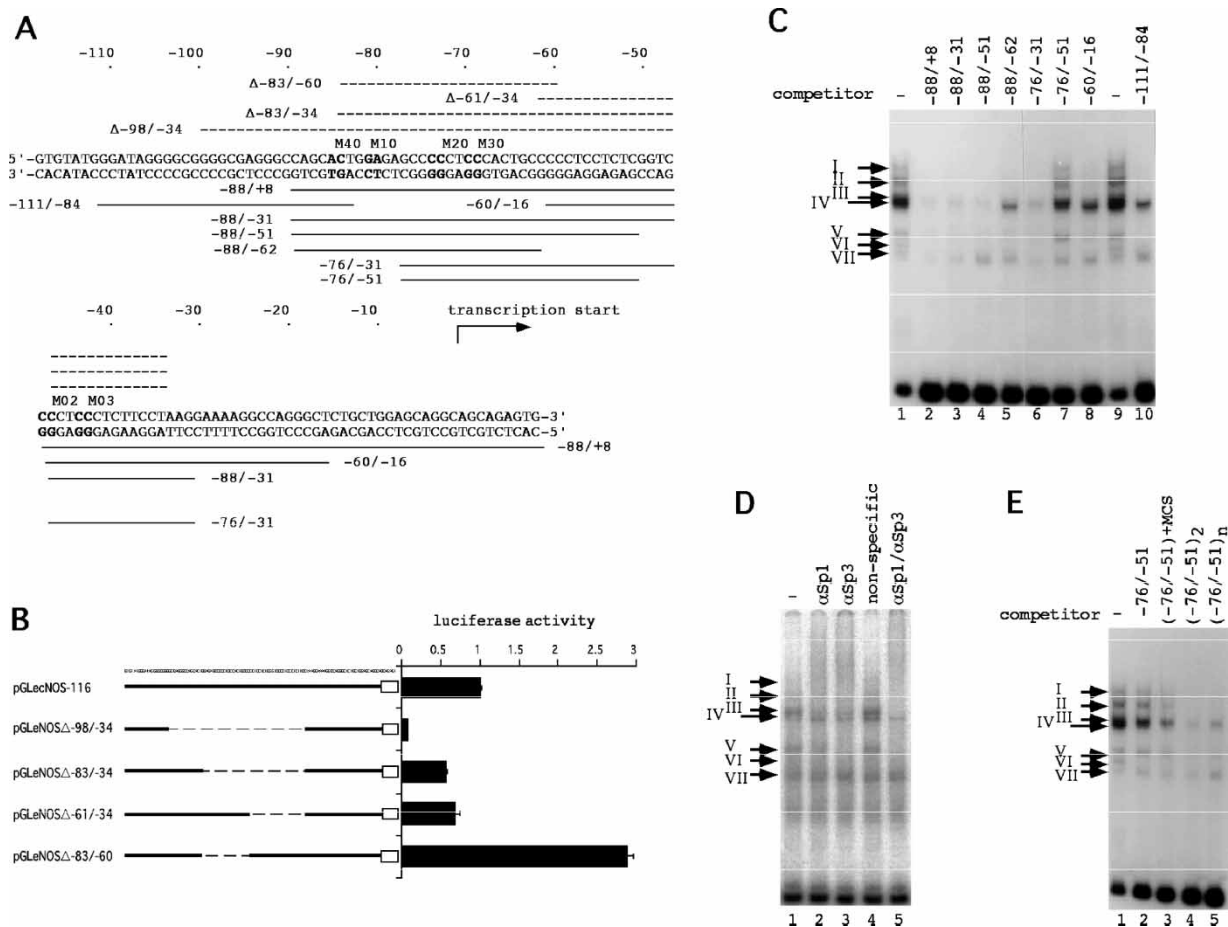 A
-110 -100 -90 -80 -70 -60 -50
Δ-83/-60
Δ-61/-34
Δ-83/-34
Δ-98/-34
M40 M10 M20 M30
5'-GTGTATGGGATAGGGGCGGGGCGAGGGCCAGCACTGGAGAGCCCCCTCCCACTGCCCCCTCCTCTCGGTC
3'-CACATACCCTATCCCCGCCCCGCTCCCGGTCGTGACCTCTCGGGGGAGGGTGACGGGGGAGGAGAGCCAG
-88/+8
-111/-84 -60/-16
-88/-31
-88/-51
-88/-62
-76/-31
-76/-51
-40 -30 -20 -10 transcription start
M02 M03
CCCTCCCTCTTCCTAAGGAAAAGGCCAGGGCTCTGCTGGAGCAGGCAGCAGAGTG-3'
GGGAGGGAGAAGGATTCCTTTTCCGGTCCCGAGACGACCTCGTCCGTCGTCTCAC-5'
-88/+8
-60/-16
-88/-31
-76/-31
B
luciferase activity
0 0.5 1 1.5 2 2.5 3
pGLecNOS-116
pGLeNOSΔ-98/-34
pGLeNOSΔ-83/-34
pGLeNOSΔ-61/-34
pGLeNOSΔ-83/-60
C
competitor - -88/+8 -88/-31 -88/-51 -88/-62 -76/-31 -76/-51 -60/-16 - -111/-84
I
II
III
IV
V
VI
VII
1 2 3 4 5 6 7 8 9 10
D
- αSp1 αSp3 non-specific αSp1/αSp3
I
II
III
IV
V
VI
VII
1 2 3 4 5
E
competitor - -76/-51 (-76/-51)+MCS (-76/-51)2 (-76/-51)n
I
II
III
IV
V
VI
VII
1 2 3 4 5